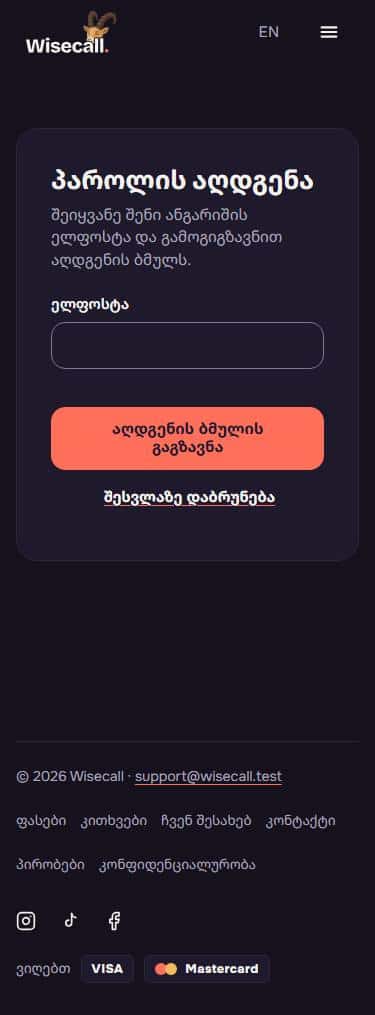 Wisecall.
EN
პაროლის აღდგენა
შეიყვანე შენი ანგარიშის
ელფოსტა და გამოგიგზავნით
აღდგენის ბმულს.
ელფოსტა
აღდგენის ბმულის
გაგზავნა
შესვლაზე დაბრუნება
© 2026 Wisecall · support@wisecall.test
ფასები კითხვები ჩვენ შესახებ კონტაქტი
პირობები კონფიდენციალურობა
ვიღებთ VISA Mastercard